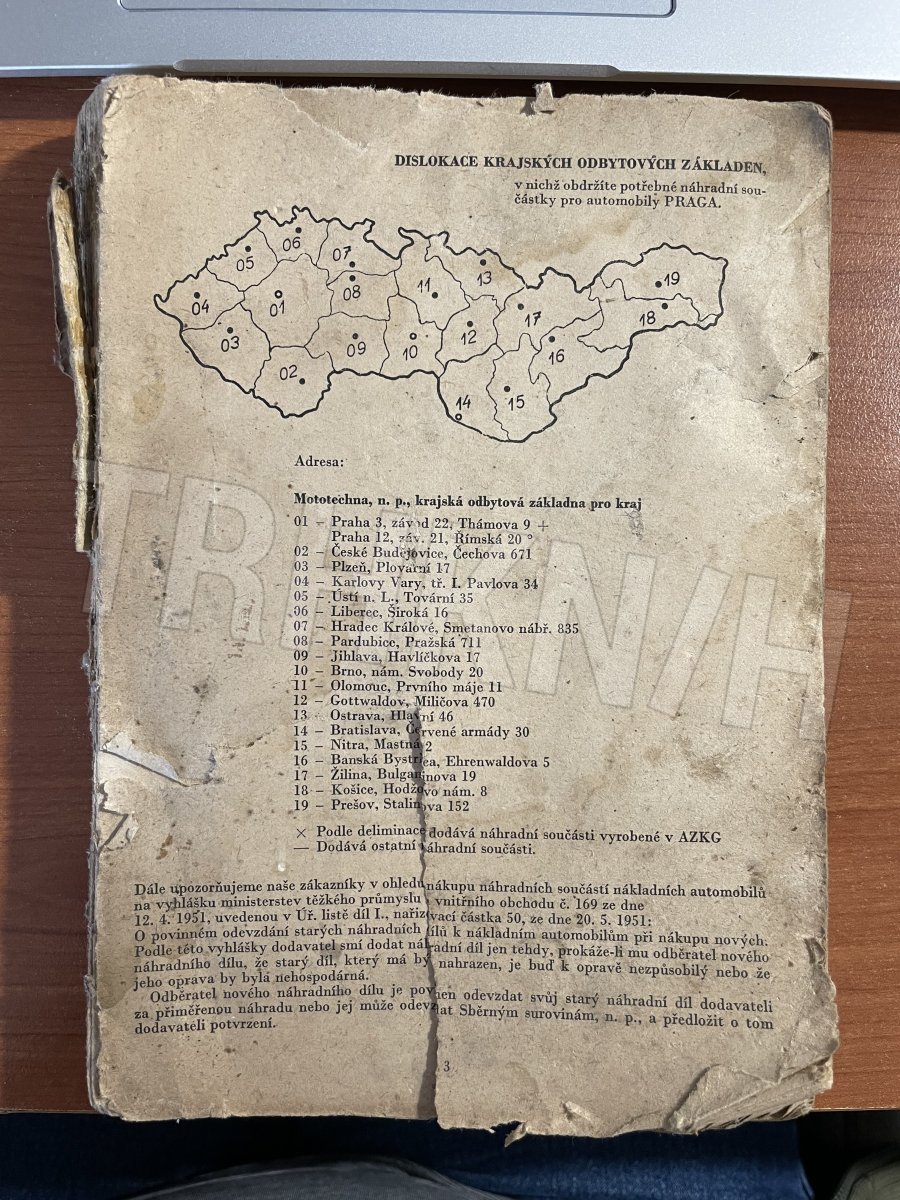 DISLOKACE KRAJSKÝCH ODBYTOVÝCH ZÁKLADEN,
v nichž obdržíte potřebné náhradní sou-
částky pro automobily PRAGA.
06
05
07
13
19
04
01
08
11
17
18
03
09
10
12
16
02
14
15
Adresa:
Mototechna, n. p., krajská odbytová základna pro kraj
01 – Praha 3, závod 22, Thámova 9 +
Praha 12, záv. 21, Římská 20 °
02 – České Budějovice, Čechova 671
03 – Plzeň, Plovární 17
04 – Karlovy Vary, tř. I. Pavlova 34
05 – Ústí n. L., Tovární 35
06 – Liberec, Široká 16
07 – Hradec Králové, Smetanovo nábř. 835
08 – Pardubice, Pražská 711
09 – Jihlava, Havlíčkova 17
10 – Brno, nám. Svobody 20
11 – Olomouc, Prvního máje 11
12 – Gottwaldov, Miličova 470
13 – Ostrava, Hlavní 46
14 – Bratislava, Červené armády 30
15 – Nitra, Mastná 2
16 – Banská Bystrica, Ehrenwaldova 5
17 – Žilina, Bulganinova 19
18 – Košice, Hodžovo nám. 8
19 – Prešov, Stalinova 152
× Podle deliminace dodává náhradní součásti vyrobené v AZKG
— Dodává ostatní náhradní součásti.
Dále upozorňujeme naše zákazníky v ohledu nákupu náhradních součástí nákladních automobilů
na vyhlášku ministerstev těžkého průmyslu vnitřního obchodu č. 169 ze dne
12. 4. 1951, uvedenou v Úř. listě díl I., nařizovací částka 50, ze dne 20. 5. 1951:
O povinném odevzdání starých náhradních dílů k nákladním automobilům při nákupu nových.
Podle této vyhlášky dodavatel smí dodat náhradní díl jen tehdy, prokáže-li mu odběratel nového
náhradního dílu, že starý díl, který má být nahrazen, je buď k opravě nezpůsobilý nebo že
jeho oprava by byla nehospodárná.
Odběratel nového náhradního dílu je povinen odevzdat svůj starý náhradní díl dodavateli
za přiměřenou náhradu nebo jej může odevzdat Sběrným surovinám, n. p., a předložit o tom
dodavateli potvrzení.
3